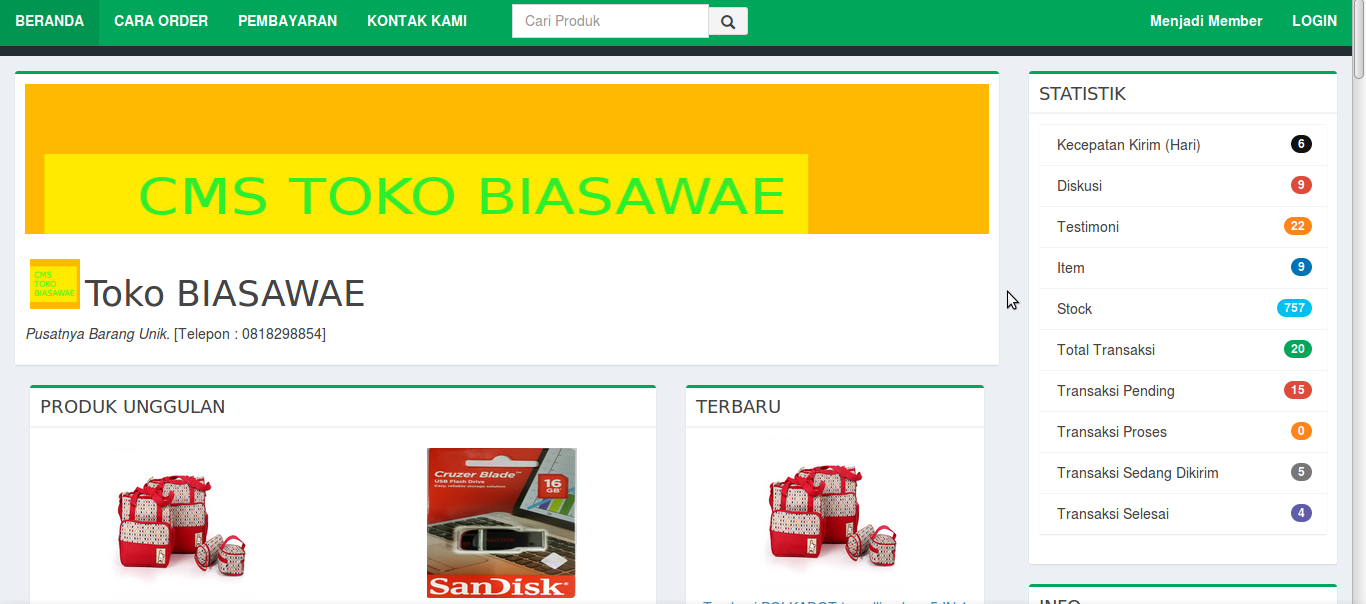 BERANDA CARA ORDER PEMBAYARAN KONTAK KAMI Cari Produk Menjadi Member LOGIN
CMS TOKO BIASAWAE
CMS
TOKO
BIASAWAE
Toko BIASAWAE
Pusatnya Barang Unik. [Telepon : 0818298854]
PRODUK UNGGULAN
Cruzer Blade™
USB Flash Drive
16
GB
SanDisk
TERBARU
STATISTIK
Kecepatan Kirim (Hari) 6
Diskusi 9
Testimoni 22
Item 9
Stock 757
Total Transaksi 20
Transaksi Pending 15
Transaksi Proses 0
Transaksi Sedang Dikirim 5
Transaksi Selesai 4
INFO